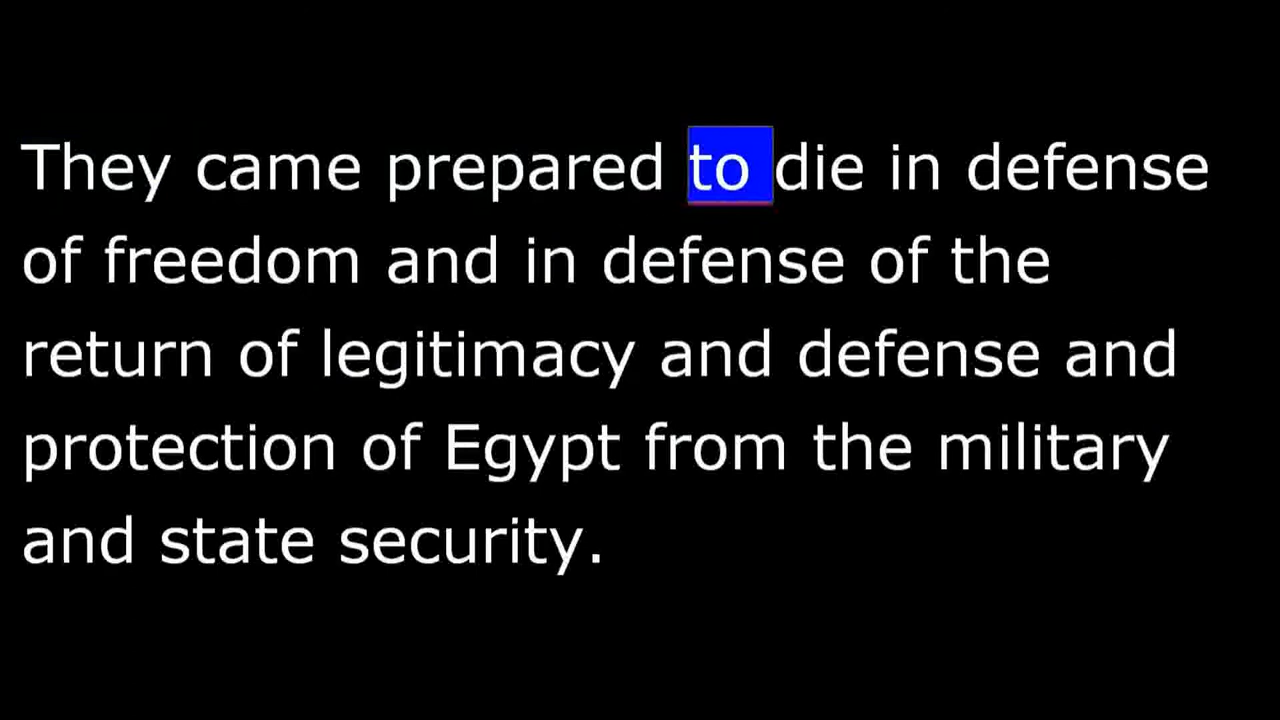 They came prepared to die in defense
of freedom and in defense of the
return of legitimacy and defense and
protection of Egypt from the military
and state security.